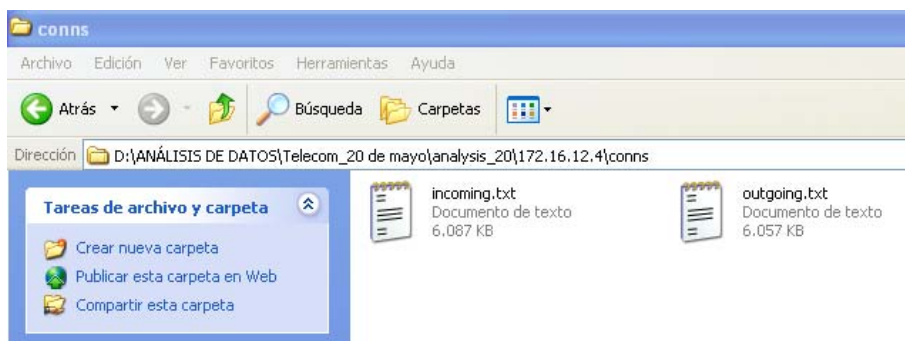 conns
Archivo Edición Ver Favoritos Herramientas Ayuda
Atrás Búsqueda Carpetas
Dirección D:\ANÁLISIS DE DATOS\Telecom_20 de mayo\analysis_20\172.16.12.4\conns
Tareas de archivo y carpeta
Crear nueva carpeta
Publicar esta carpeta en Web
Compartir esta carpeta
incoming.txt
Documento de texto
6.087 KB
outgoing.txt
Documento de texto
6.057 KB